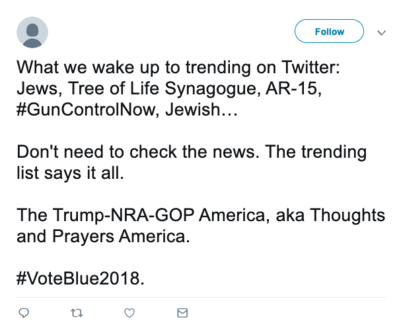 Follow
What we wake up to trending on Twitter:
Jews, Tree of Life Synagogue, AR-15,
#GunControlNow, Jewish…
Don't need to check the news. The trending
list says it all.
The Trump-NRA-GOP America, aka Thoughts
and Prayers America.
#VoteBlue2018.